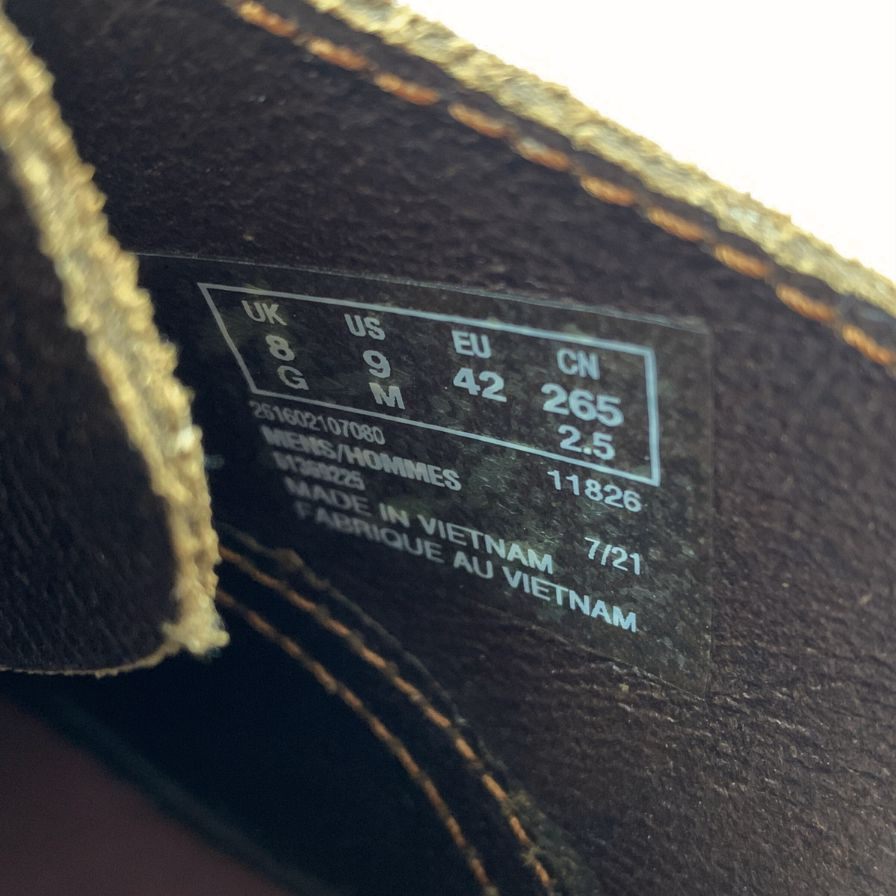 UK US EU CN
8 9 42 265
G M 2.5
261602107080
MENS/HOMMES 11826
MADE IN VIETNAM 7/21
FABRIQUE AU VIETNAM